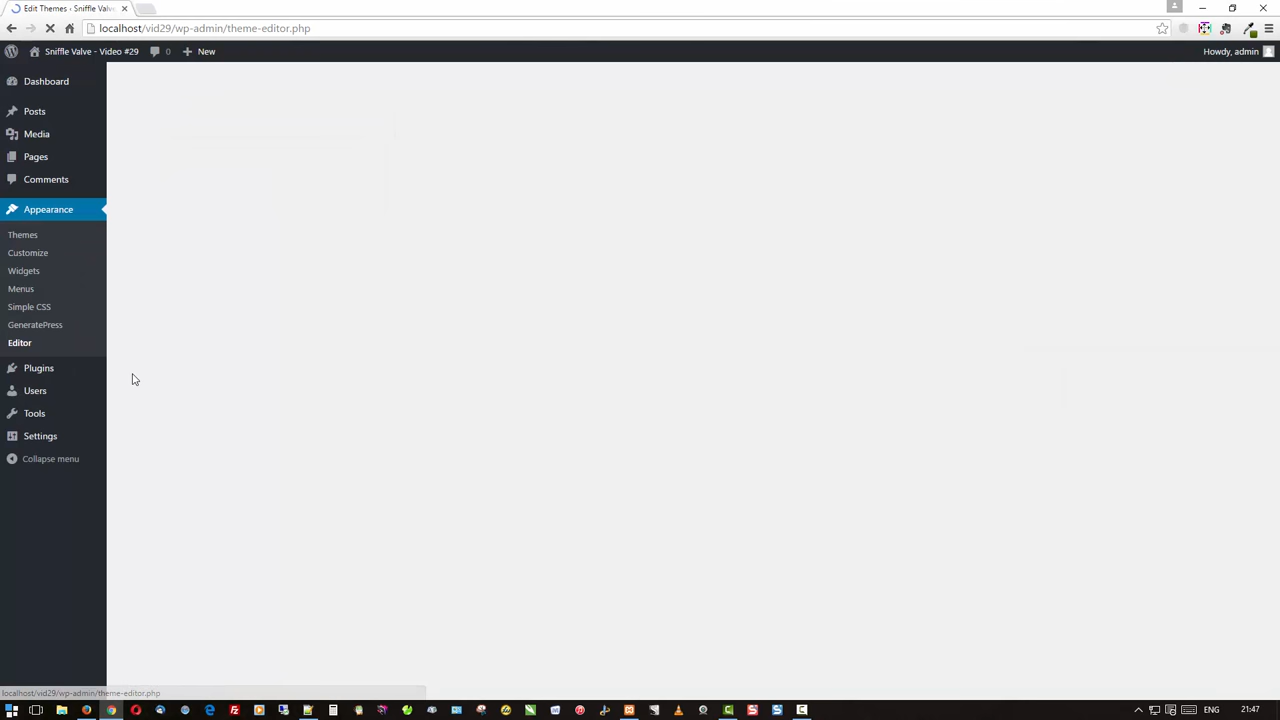 Edit Themes ‹ Sniffle Valve
localhost/vid29/wp-admin/theme-editor.php
Sniffle Valve - Video #29
0
New
Howdy, admin
Dashboard
Posts
Media
Pages
Comments
Appearance
Themes
Customize
Widgets
Menus
Simple CSS
GeneratePress
Editor
Plugins
Users
Tools
Settings
Collapse menu
localhost/vid29/wp-admin/theme-editor.php
ENG
21:47